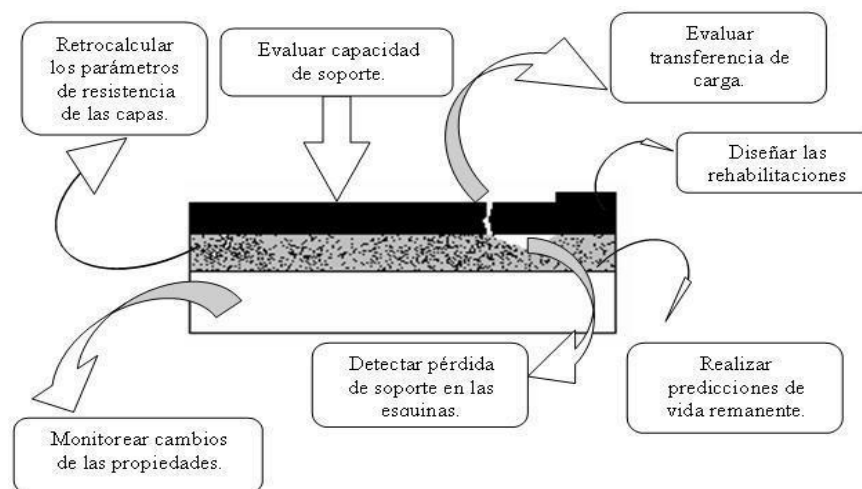 Retrocalcular
los parámetros
de resistencia
de las capas.
Evaluar capacidad
de soporte.
Evaluar
transferencia de
carga.
Diseñar las
rehabilitaciones
Detectar pérdida
de soporte en las
esquinas.
Realizar
predicciones de
vida remanente.
Monitorear cambios
de las propiedades.